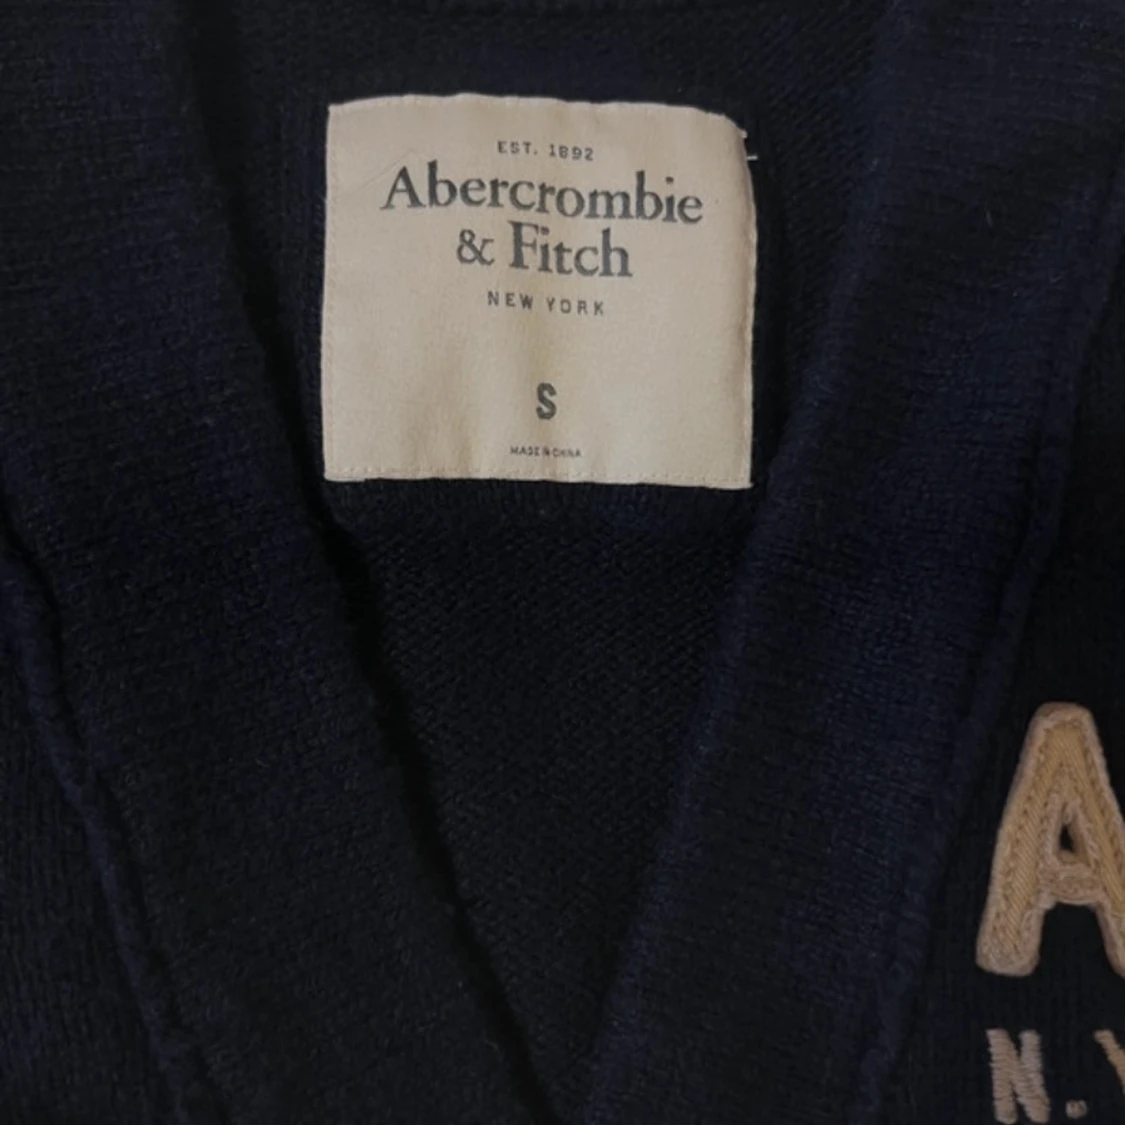 EST. 1892
Abercrombie
& Fitch
NEW YORK
S
MADE IN CHINA
A
N.Y